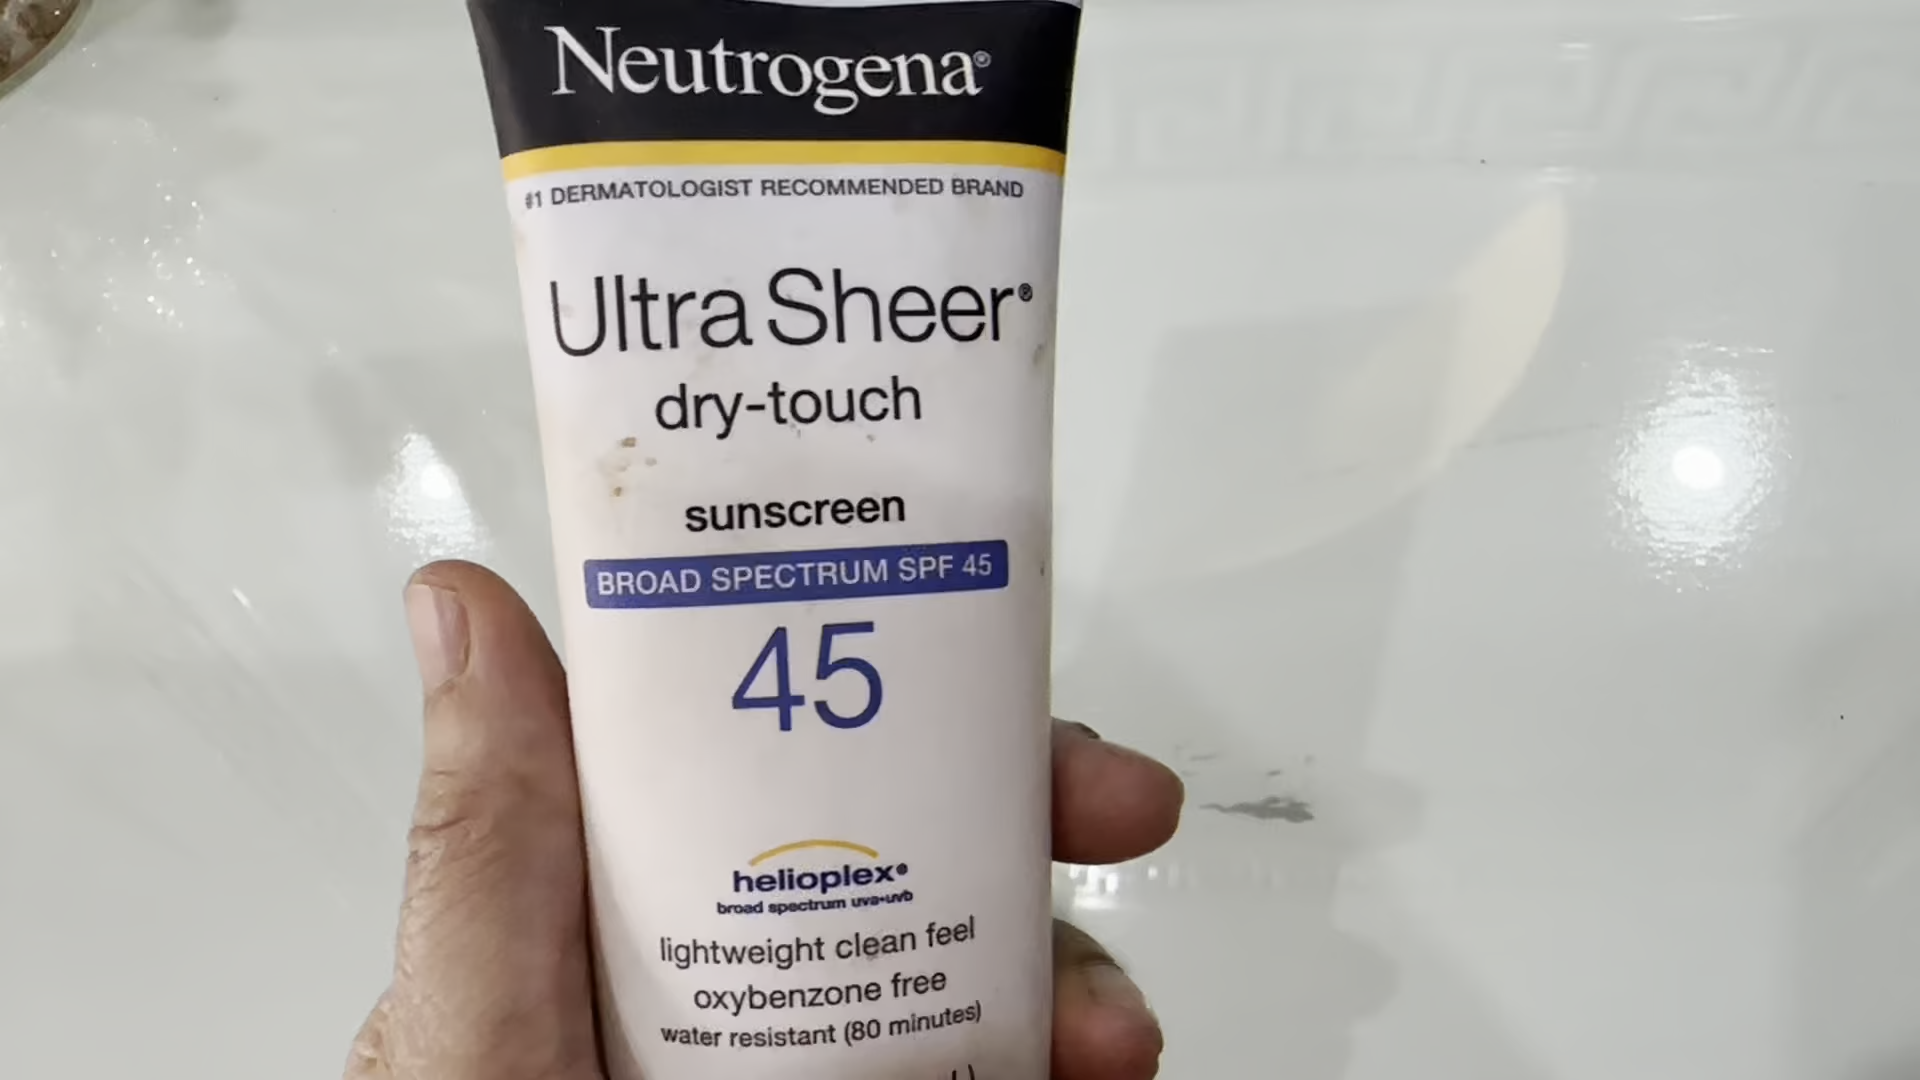 Neutrogena®
#1 DERMATOLOGIST RECOMMENDED BRAND
Ultra Sheer®
dry-touch
sunscreen
BROAD SPECTRUM SPF 45
45
helioplex®
broad spectrum uva•uvb
lightweight clean feel
oxybenzone free
water resistant (80 minutes)